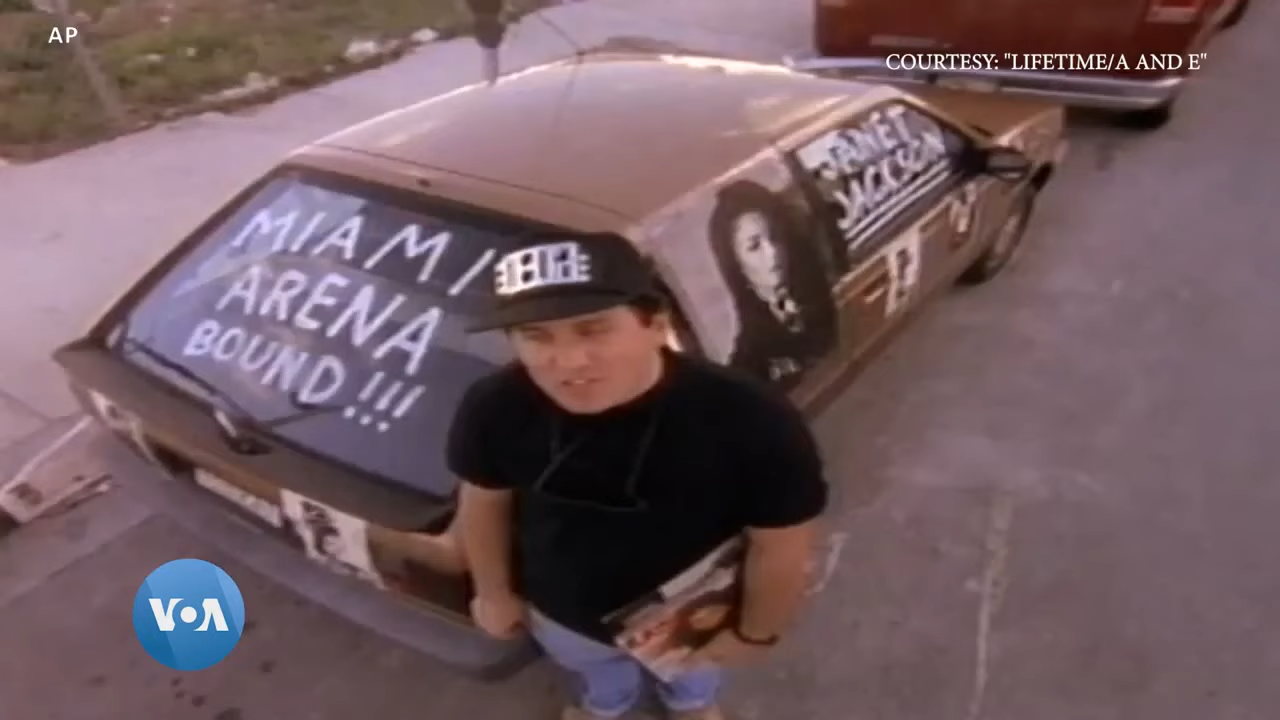 AP
COURTESY: "LIFETIME/A AND E"
JANET
JACKSON
MIAMI
ARENA
BOUND!!!
VOA